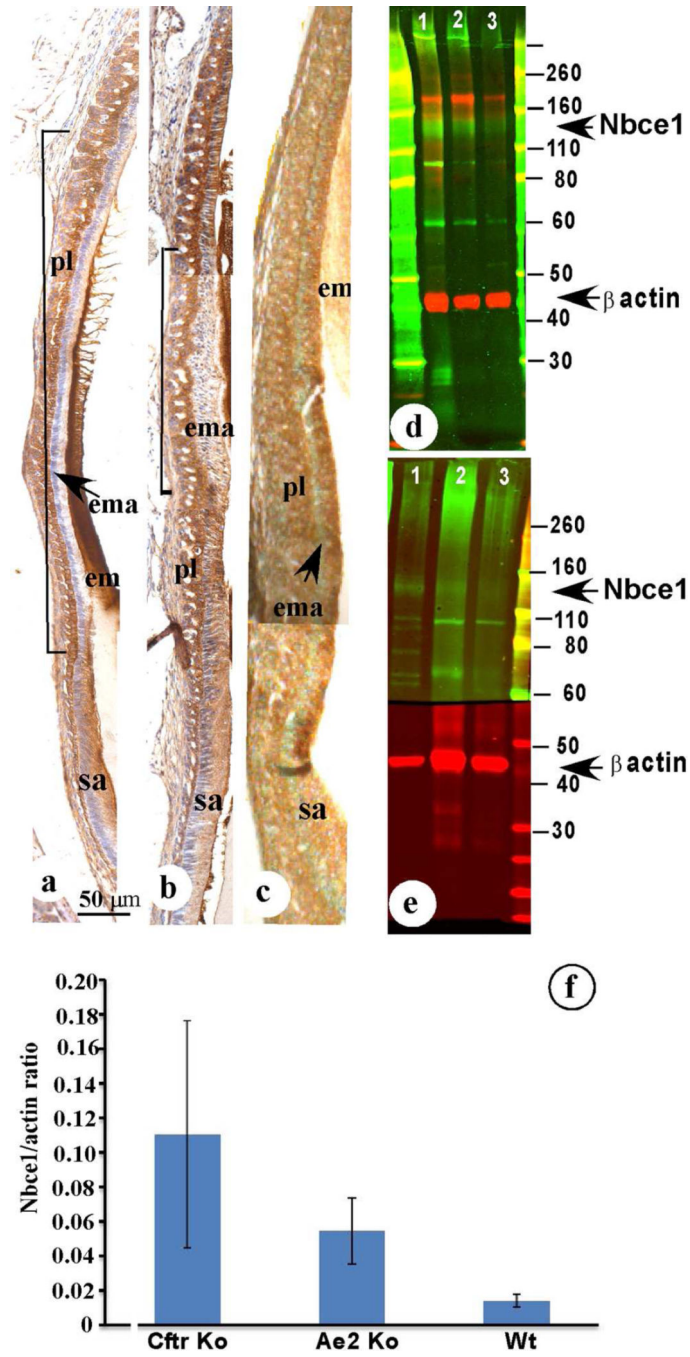 pl
ema
em
sa
a
50 μm
ema
pl
sa
b
em
pl
ema
sa
c
1 2 3
260
160
Nbce1
110
80
60
50
β actin
40
30
d
1 2 3
260
160
Nbce1
110
80
60
50
β actin
40
30
e
f
Nbce1/actin ratio
0.20
0.18
0.16
0.14
0.12
0.10
0.08
0.06
0.04
0.02
0
Cftr Ko Ae2 Ko Wt